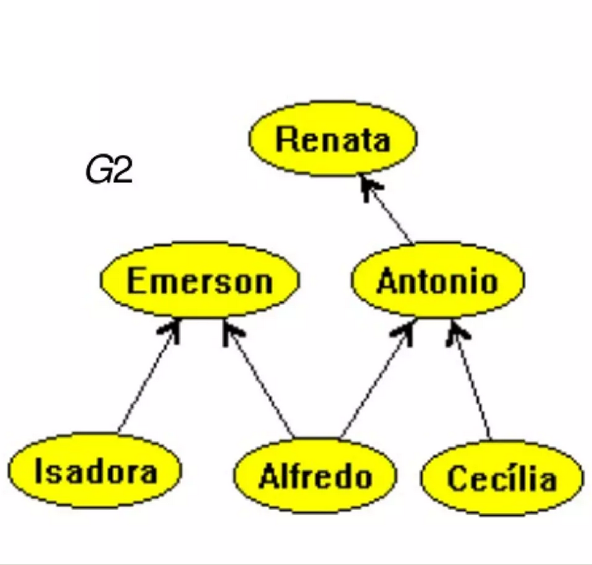 Renata
G2
Emerson
Antonio
Isadora
Alfredo
Cecília